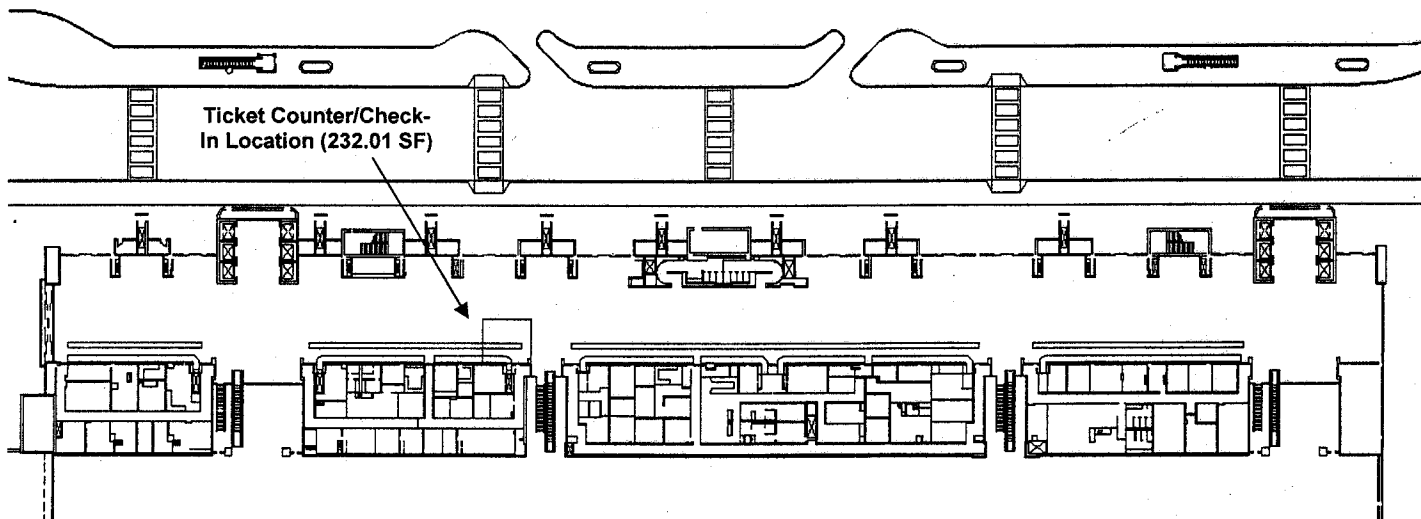 Ticket Counter/Check-
In Location (232.01 SF)